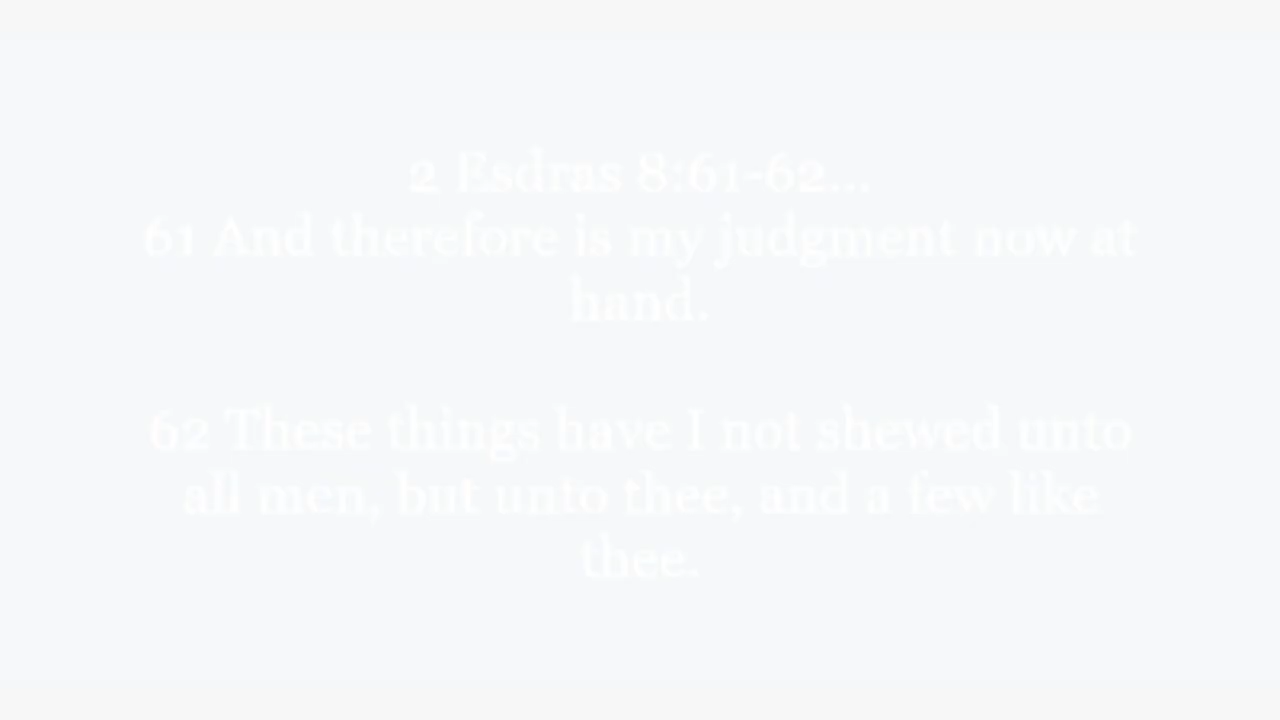 2 Esdras 8:61-62...
61 And therefore is my judgment now at
hand.
62 These things have I not shewed unto
all men, but unto thee, and a few like
thee.